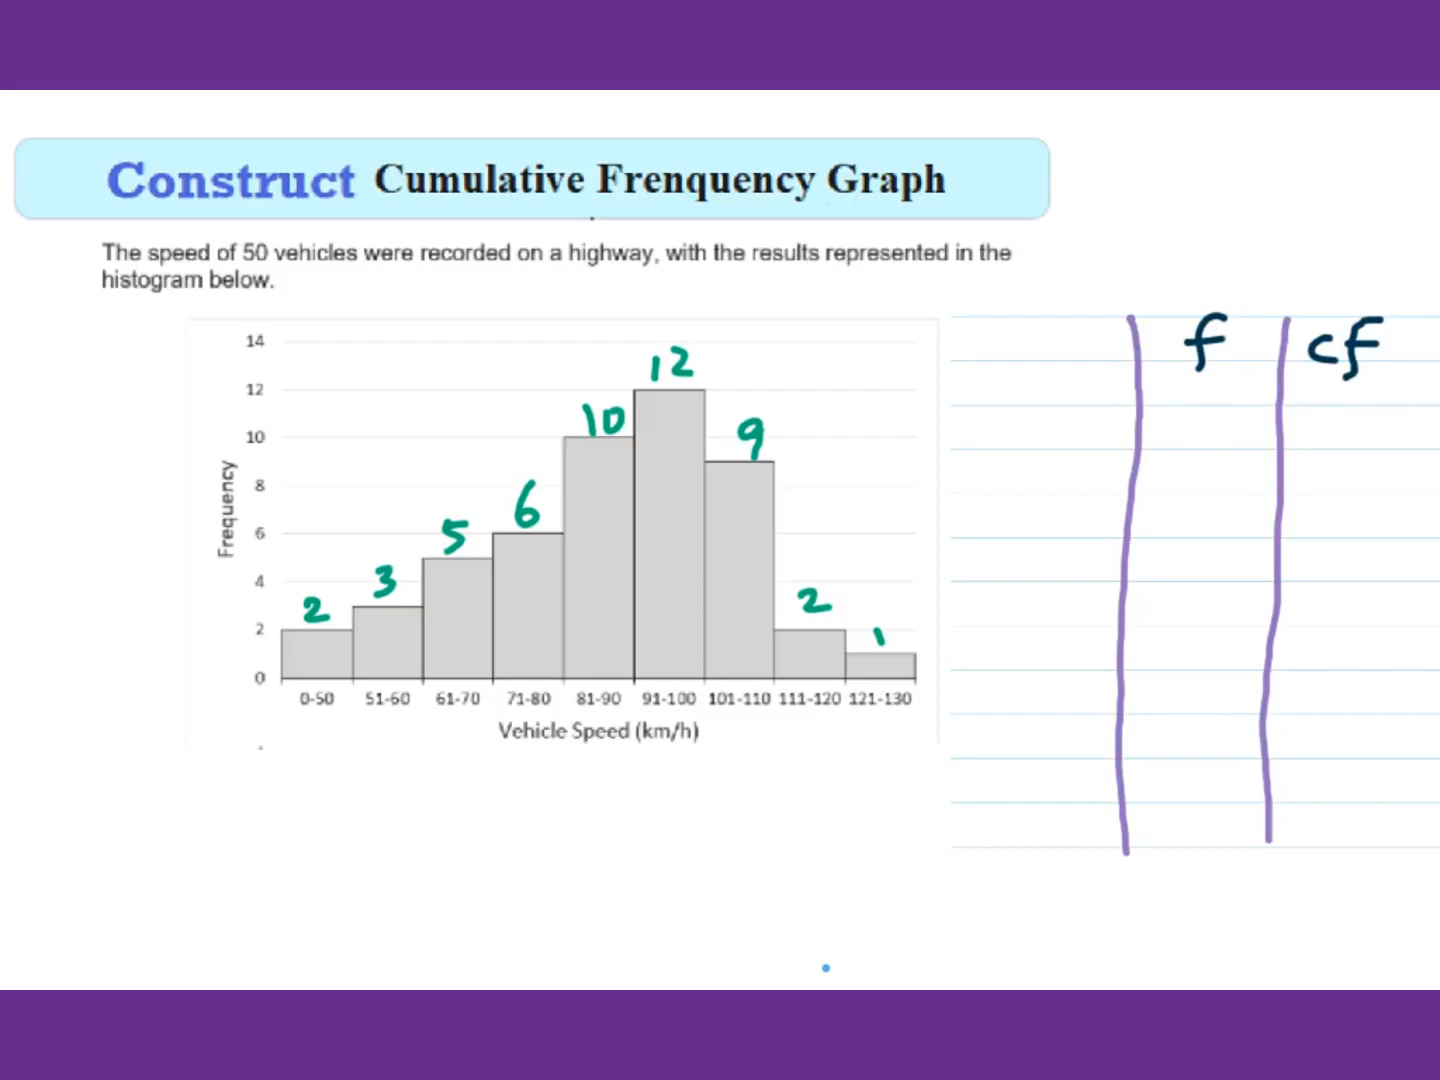 Construct Cumulative Frenquency Graph
The speed of 50 vehicles were recorded on a highway, with the results represented in the
histogram below.
f cf
14
12
10
8
6
4
2
0
Frequency
2 3 5 6 10 12 9 2 1
0-50 51-60 61-70 71-80 81-90 91-100 101-110 111-120 121-130
Vehicle Speed (km/h)